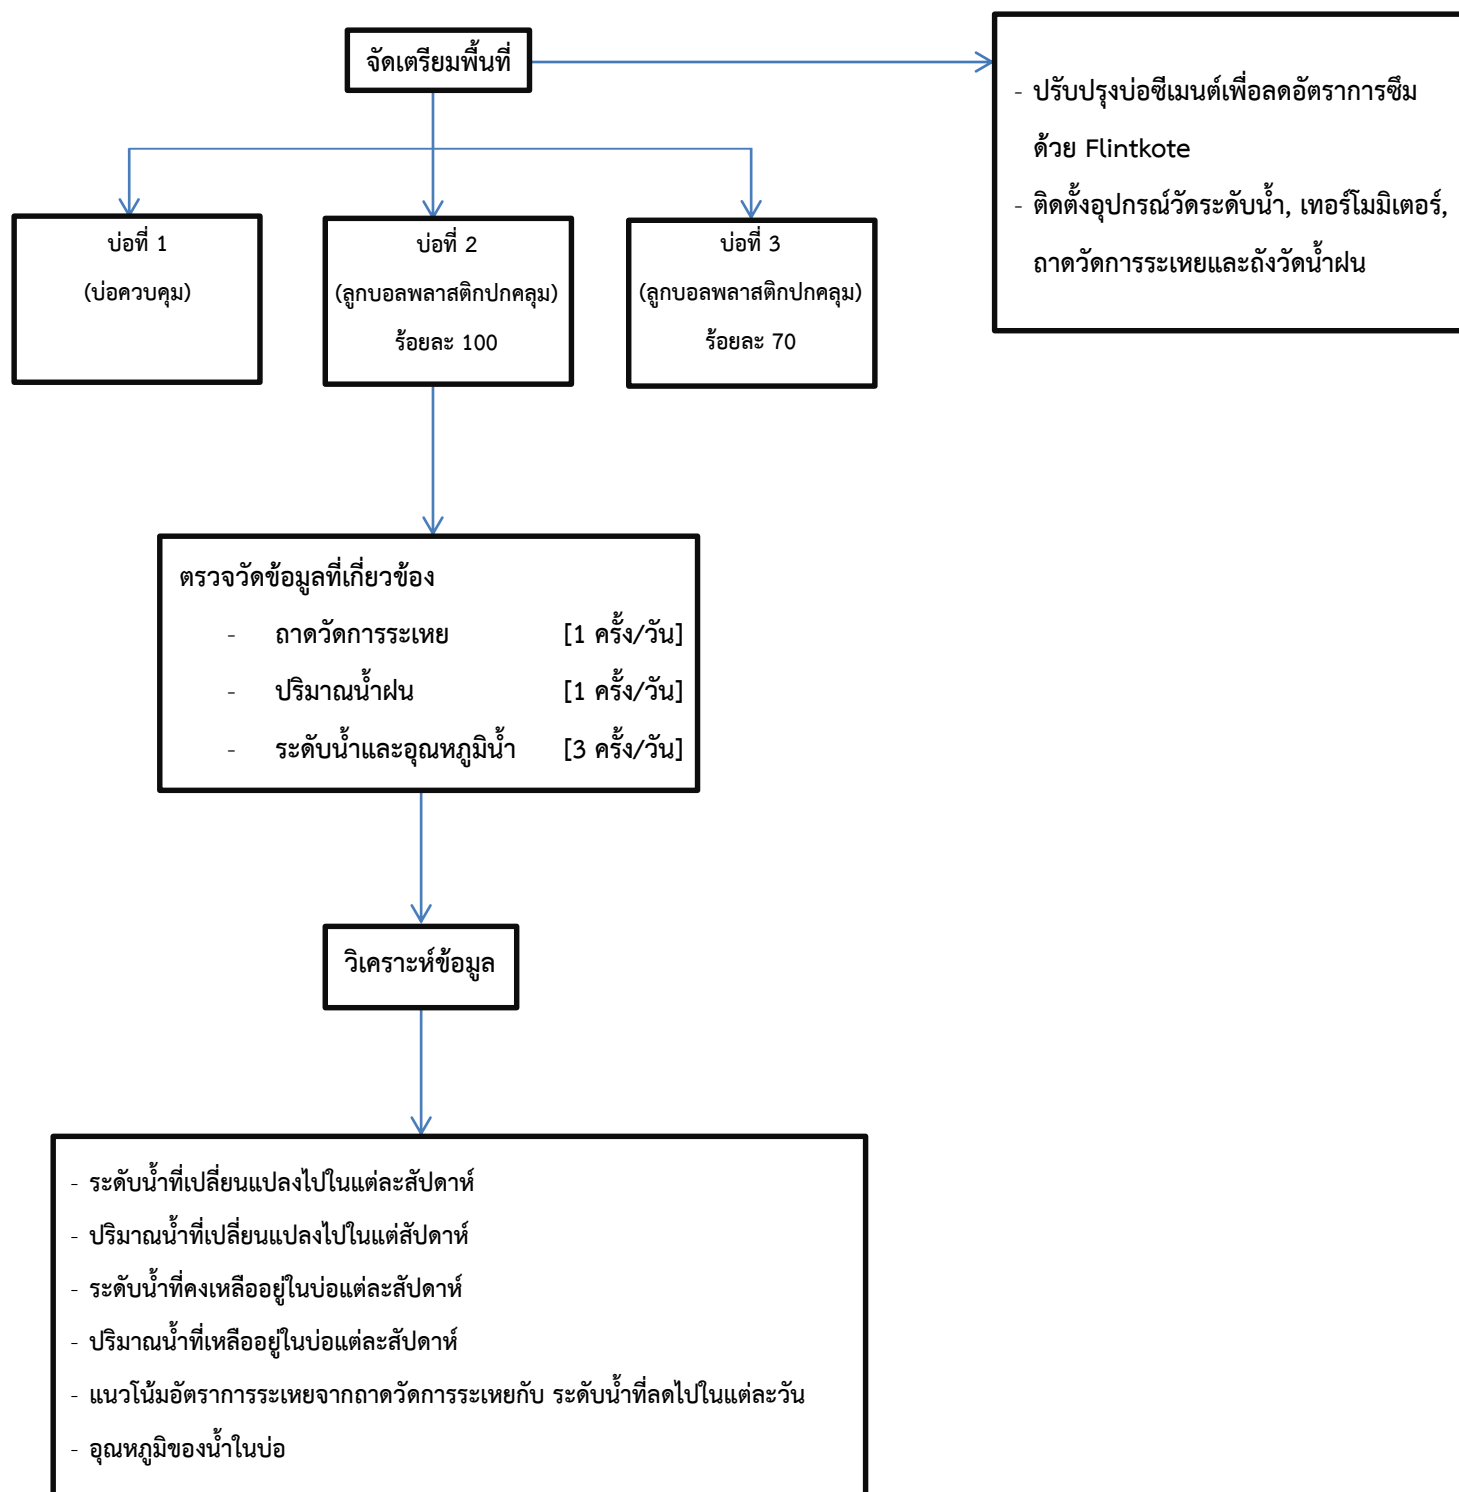 จัดเตรียมพื้นที่
- ปรับปรุงบ่อซีเมนต์เพื่อลดอัตราการซึม
ด้วย Flintkote
- ติดตั้งอุปกรณ์วัดระดับน้ำ, เทอร์โมมิเตอร์,
ถาดวัดการระเหยและถังวัดน้ำฝน
บ่อที่ 1
(บ่อควบคุม)
บ่อที่ 2
(ลูกบอลพลาสติกปกคลุม)
ร้อยละ 100
บ่อที่ 3
(ลูกบอลพลาสติกปกคลุม)
ร้อยละ 70
ตรวจวัดข้อมูลที่เกี่ยวข้อง
- ถาดวัดการระเหย [1 ครั้ง/วัน]
- ปริมาณน้ำฝน [1 ครั้ง/วัน]
- ระดับน้ำและอุณหภูมิน้ำ [3 ครั้ง/วัน]
วิเคราะห์ข้อมูล
- ระดับน้ำที่เปลี่ยนแปลงไปในแต่ละสัปดาห์
- ปริมาณน้ำที่เปลี่ยนแปลงไปในแต่สัปดาห์
- ระดับน้ำที่คงเหลืออยู่ในบ่อแต่ละสัปดาห์
- ปริมาณน้ำที่เหลืออยู่ในบ่อแต่ละสัปดาห์
- แนวโน้มอัตราการระเหยจากถาดวัดการระเหยกับ ระดับน้ำที่ลดไปในแต่ละวัน
- อุณหภูมิของน้ำในบ่อ